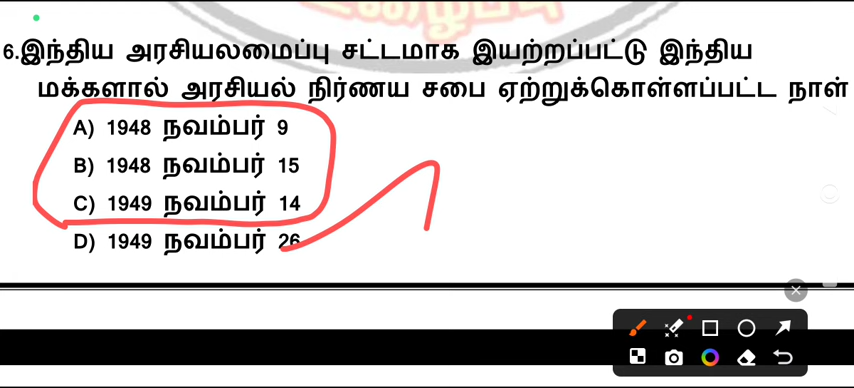 6.இந்திய அரசியலமைப்பு சட்டமாக இயற்றப்பட்டு இந்திய
மக்களால் அரசியல் நிர்ணய சபை ஏற்றுக்கொள்ளப்பட்ட நாள்
A) 1948 நவம்பர் 9
B) 1948 நவம்பர் 15
C) 1949 நவம்பர் 14
D) 1949 நவம்பர் 26